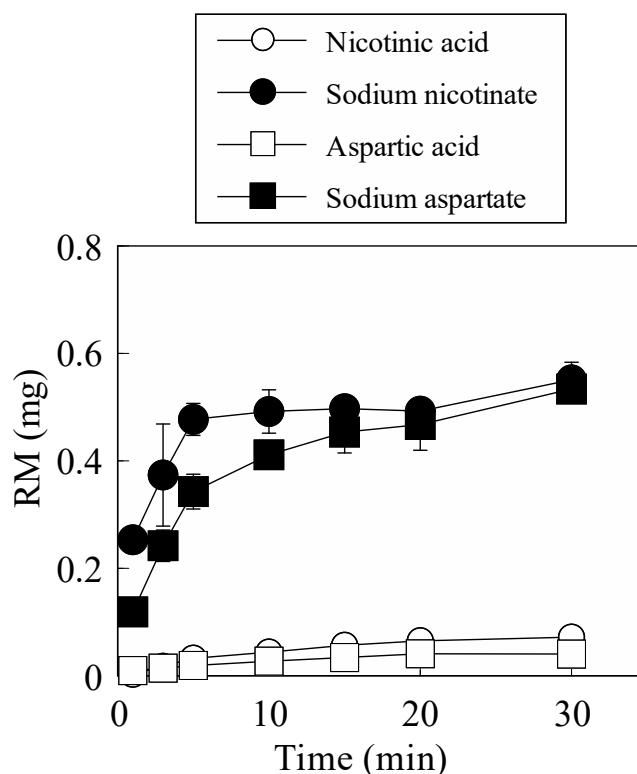 Nicotinic acid
Sodium nicotinate
Aspartic acid
Sodium aspartate
0.8
0.6
0.4
0.2
0
RM (mg)
0 10 20 30
Time (min)